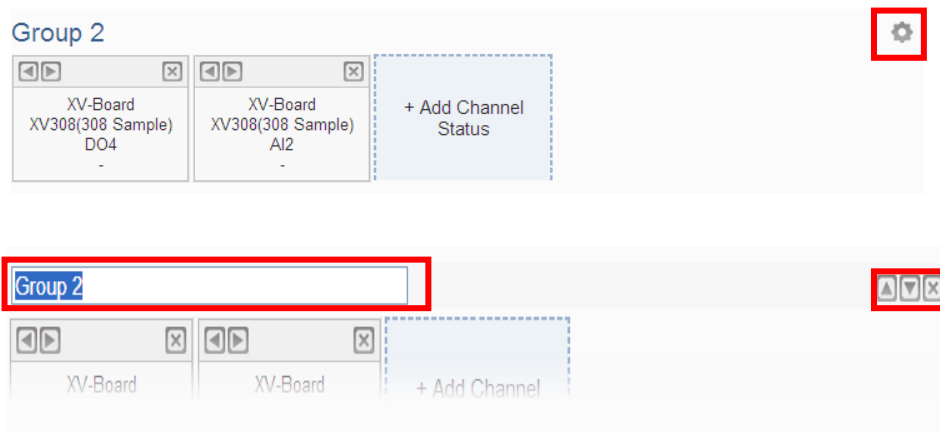 Group 2
XV-Board
XV308(308 Sample)
DO4
-
XV-Board
XV308(308 Sample)
AI2
-
+ Add Channel
Status
Group 2
XV-Board
XV-Board
+ Add Channel